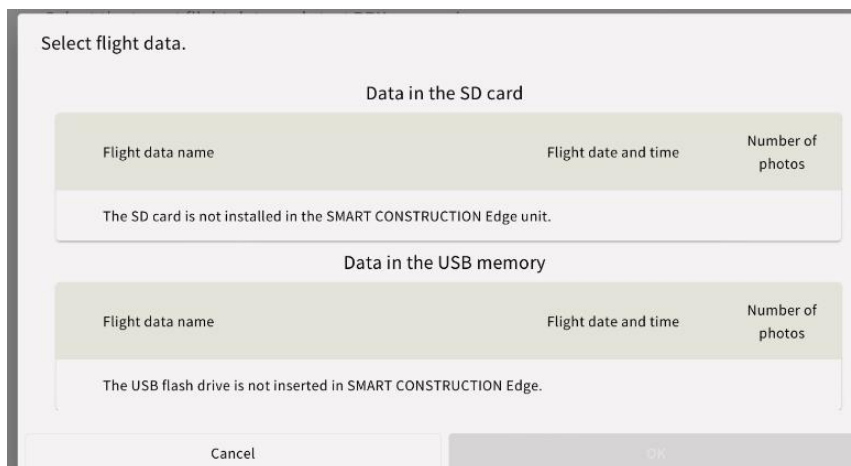 Select flight data.
Data in the SD card
Flight data name Flight date and time Number of photos
The SD card is not installed in the SMART CONSTRUCTION Edge unit.
Data in the USB memory
Flight data name Flight date and time Number of photos
The USB flash drive is not inserted in SMART CONSTRUCTION Edge.
Cancel OK